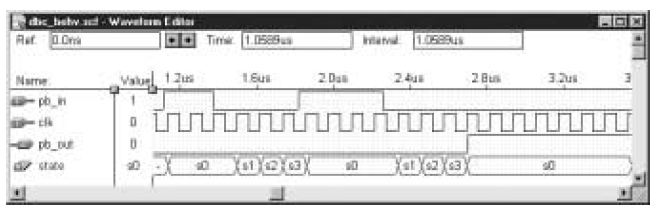 dbc_behv.scf - Waveform Editor
Ref: 0.0ns Time: 1.0589us Interval: 1.0589us
Name: Value: 1.2us 1.6us 2.0us 2.4us 2.8us 3.2us 3
pb_in 1
clk 0
pb_out 0
state s0 s0 s1 s2 s3 s0 s1 s2 s3 s0